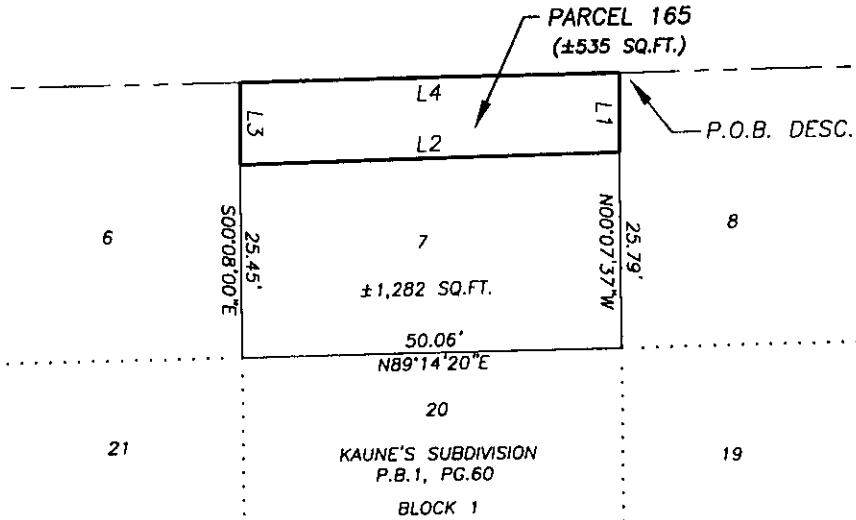 PARCEL 165
(±535 SQ.FT.)
L4
L3
L1
L2
P.O.B. DESC.
6
S00°08'00"E
25.45'
7
±1,282 SQ.FT.
N00°07'37"W
25.79'
8
50.06'
N89°14'20"E
21
20
19
KAUNE'S SUBDIVISION
P.B.1, PG.60
BLOCK 1